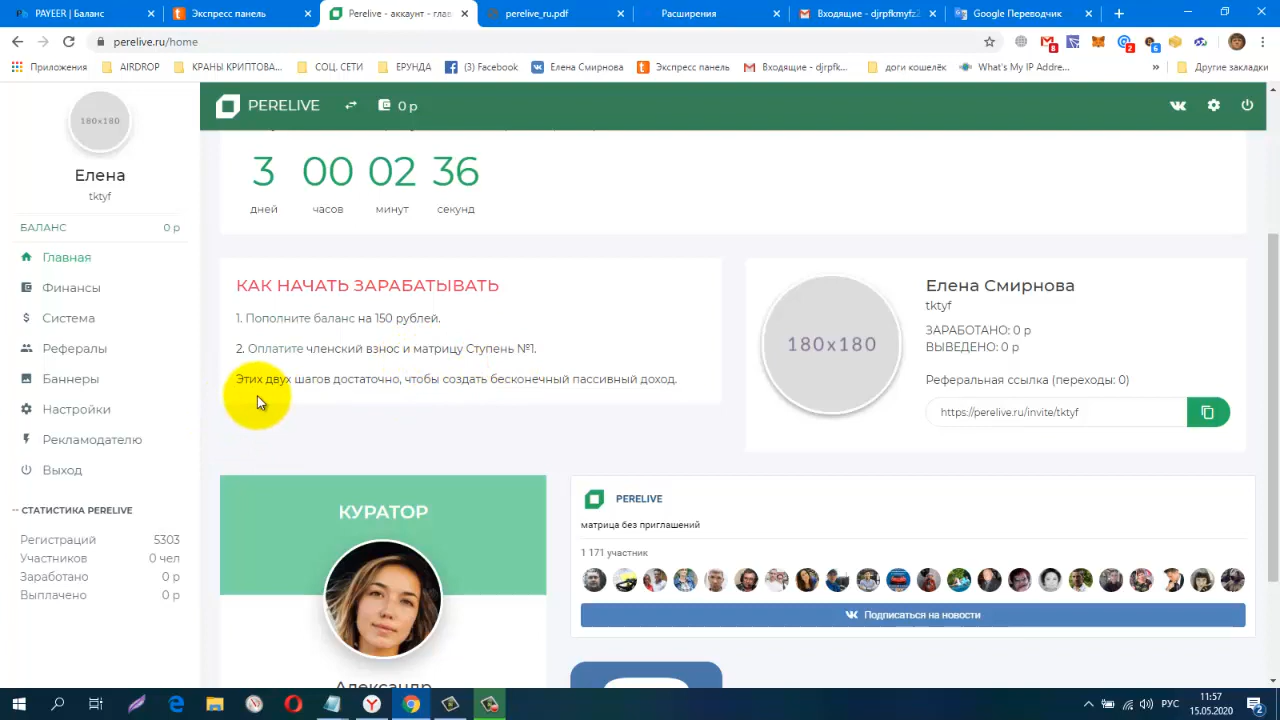 PAYEER | Баланс
Экспресс панель
Perelive - аккаунт - гла
perelive_ru.pdf
Расширения
Входящие - djrpfkmyfz2
Google Переводчик
perelive.ru/home
Приложения
AIRDROP
КРАНЫ КРИПТОВА...
СОЦ. СЕТИ
ЕРУНДА
(3) Facebook
Елена Смирнова
Экспресс панель
Входящие - djrpfk...
доги кошелёк
What's My IP Addre...
Другие закладки
180x180
Елена
tktyf
БАЛАНС 0 р
Главная
Финансы
Система
Рефералы
Баннеры
Настройки
Рекламодателю
Выход
-- СТАТИСТИКА PERELIVE
Регистраций 5303
Участников 0 чел
Заработано 0 р
Выплачено 0 р
PERELIVE
0 р
3 00 02 36
дней часов минут секунд
КАК НАЧАТЬ ЗАРАБАТЫВАТЬ
1. Пополните баланс на 150 рублей.
2. Оплатите членский взнос и матрицу Ступень №1.
Этих двух шагов достаточно, чтобы создать бесконечный пассивный доход.
180x180
Елена Смирнова
tktyf
ЗАРАБОТАНО: 0 р
ВЫВЕДЕНО: 0 р
Реферальная ссылка (переходы: 0)
https://perelive.ru/invite/tktyf
КУРАТОР
Александр
PERELIVE
матрица без приглашений
1 171 участник
Подписаться на новости
РУС
11:57
15.05.2020